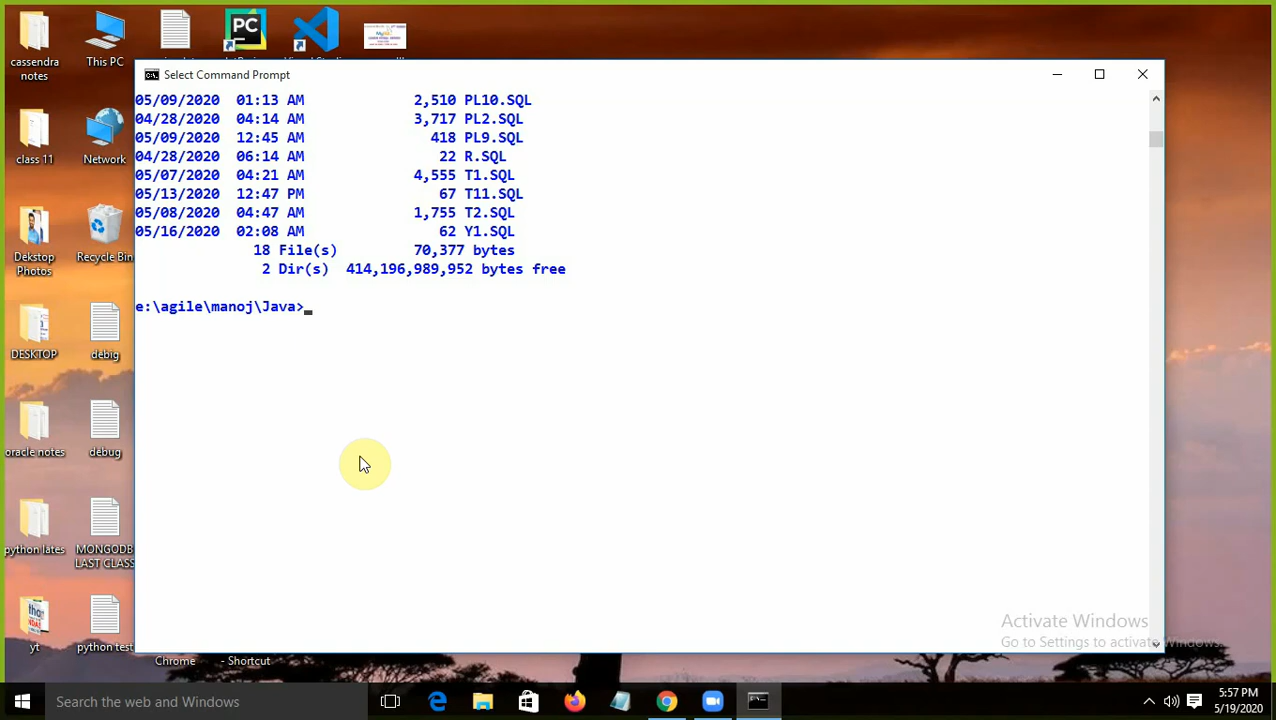 cassendra
notes
This PC
PC
class 11
Network
Dekstop
Photos
Recycle Bin
DESKTOP
debig
oracle notes
debug
python lates
MONGODB
LAST CLASS
yt
python test
Chrome
- Shortcut
Select Command Prompt
05/09/2020 01:13 AM 2,510 PL10.SQL
04/28/2020 04:14 AM 3,717 PL2.SQL
05/09/2020 12:45 AM 418 PL9.SQL
04/28/2020 06:14 AM 22 R.SQL
05/07/2020 04:21 AM 4,555 T1.SQL
05/13/2020 12:47 PM 67 T11.SQL
05/08/2020 04:47 AM 1,755 T2.SQL
05/16/2020 02:08 AM 62 Y1.SQL
18 File(s) 70,377 bytes
2 Dir(s) 414,196,989,952 bytes free
e:\agile\manoj\Java>
Activate Windows
Go to Settings to activate Windows.
Search the web and Windows
5:57 PM
5/19/2020